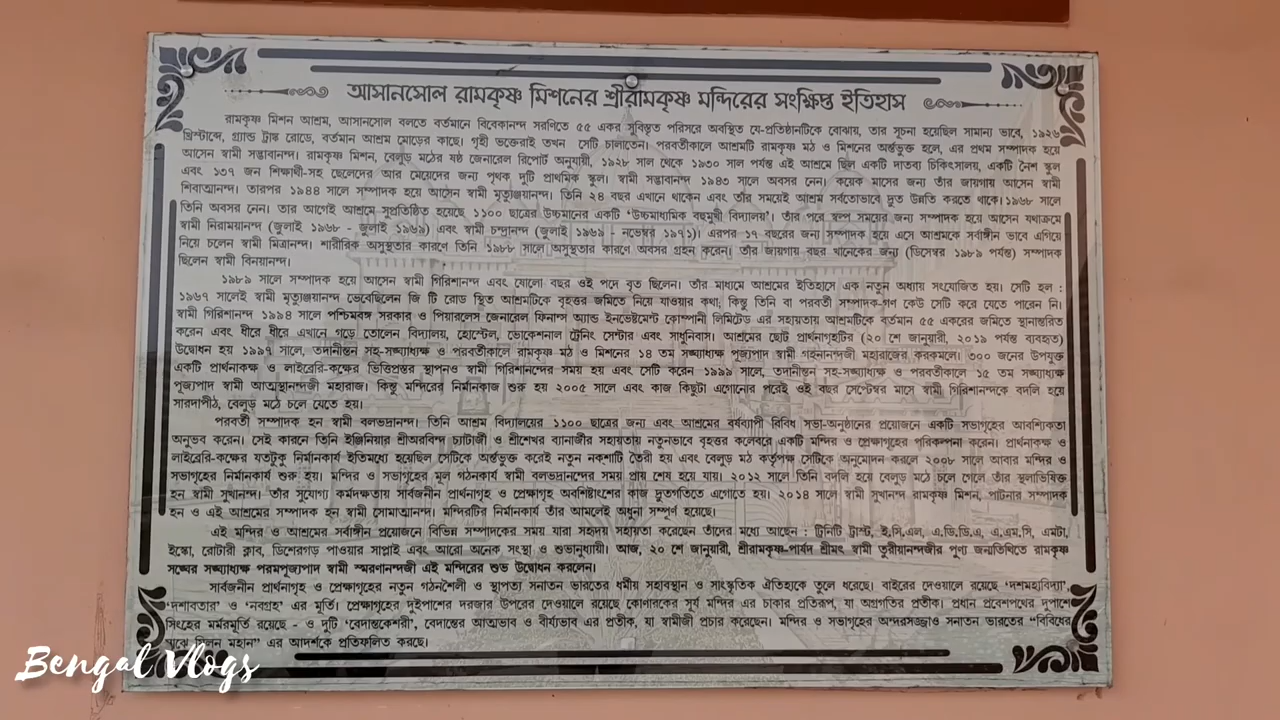 আসানসোল রামকৃষ্ণ মিশনের শ্রীরামকৃষ্ণ মন্দিরের সংক্ষিপ্ত ইতিহাস
রামকৃষ্ণ মিশন আশ্রম, আসানসোল বলতে বর্তমানে বিবেকানন্দ সরণিতে ৫৫ একর সুবিস্তৃত পরিসরে অবস্থিত যে-প্রতিষ্ঠানটিকে বোঝায়, তার সূচনা হয়েছিল সামান্য ভাবে, ১৯২৬
খ্রিস্টাব্দে, গ্র্যান্ড ট্রাঙ্ক রোডে, বর্তমান আশ্রম মোড়ের কাছে। গৃহী ভক্তেরাই তখন সেটি চালাতেন। পরবর্তীকালে আশ্রমটি রামকৃষ্ণ মঠ ও মিশনের অর্ন্তভুক্ত হলে, এর প্রথম সম্পাদক হয়ে
আসেন স্বামী সদ্ভাবানন্দ। রামকৃষ্ণ মিশন, বেলুড় মঠের ষষ্ঠ জেনারেল রিপোর্ট অনুযায়ী, ১৯২৮ সাল থেকে ১৯৩০ সাল পর্যন্ত এই আশ্রমে ছিল একটি দাতব্য চিকিৎসালয়, একটি নৈশ স্কুল
এবং ১৩৭ জন শিক্ষার্থী-সহ ছেলেদের আর মেয়েদের জন্য পৃথক দুটি প্রাথমিক স্কুল। স্বামী সদ্ভাবানন্দ ১৯৪৩ সালে অবসর নেন। কয়েক মাসের জন্য তাঁর জায়গায় আসেন স্বামী
শিবাত্মানন্দ। তারপর ১৯৪৪ সালে সম্পাদক হয়ে আসেন স্বামী মৃত্যুঞ্জয়ানন্দ। তিনি ২৪ বছর এখানে থাকেন এবং তাঁর সময়েই আশ্রম সর্বতোভাবে দ্রুত উন্নতি করতে থাকে।১৯৬৮ সালে
তিনি অবসর নেন। তার আগেই আশ্রমে সুপ্রতিষ্ঠিত হয়েছে ১১০০ ছাত্রের উচ্চমানের একটি 'উচ্চমাধ্যমিক বহুমুখী বিদ্যালয়'। তাঁর পরে স্বল্প সময়ের জন্য সম্পাদক হয়ে আসেন যথাক্রমে
স্বামী নিরাময়ানন্দ (জুলাই ১৯৬৮ - জুলাই ১৯৬৯) এবং স্বামী চন্দ্রানন্দ (জুলাই ১৯৬৯ - নভেম্বর ১৯৭১)। এরপর ১৭ বছরের জন্য সম্পাদক হয়ে এসে আশ্রমকে সর্বাঙ্গীন ভাবে এগিয়ে
নিয়ে চলেন স্বামী মিত্রানন্দ। শারীরিক অসুস্থতার কারণে তিনি ১৯৮৮ সালে অসুস্থতার কারণে অবসর গ্রহন করেন। তাঁর জায়গায় বছর খানেকের জন্য (ডিসেম্বর ১৯৮৯ পর্যন্ত) সম্পাদক
ছিলেন স্বামী বিনয়ানন্দ।
১৯৮৯ সালে সম্পাদক হয়ে আসেন স্বামী গিরিশানন্দ এবং ষোলো বছর ওই পদে বৃত ছিলেন। তাঁর মাধ্যমে আশ্রমের ইতিহাসে এক নতুন অধ্যায় সংযোজিত হয়। সেটি হল :
১৯৬৭ সালেই স্বামী মৃত্যুঞ্জয়ানন্দ ভেবেছিলেন জি টি রোড স্থিত আশ্রমটিকে বৃহত্তর জমিতে নিয়ে যাওয়ার কথা; কিন্তু তিনি বা পরবর্তী সম্পাদক-গণ কেউ সেটি করে যেতে পারেন নি।
স্বামী গিরিশানন্দ ১৯৯৪ সালে পশ্চিমবঙ্গ সরকার ও পিয়ারলেস জেনারেল ফিনান্স অ্যান্ড ইনভেষ্টমেন্ট কোম্পানী লিমিটেড এর সহায়তায় আশ্রমটিকে বর্তমান ৫৫ একরের জমিতে স্থানান্তরিত
করেন এবং ধীরে ধীরে এখানে গড়ে তোলেন বিদ্যালয়, হোস্টেল, ভোকেশনাল ট্রেনিং সেন্টার এবং সাধুনিবাস। আশ্রমের ছোট প্রার্থনাগৃহটির (২০ শে জানুয়ারী, ২০১৯ পর্যন্ত ব্যবহৃত)
উদ্বোধন হয় ১৯৯৭ সালে, তদানীন্তন সহ-সঙ্ঘাধ্যক্ষ ও পরবর্তীকালে রামকৃষ্ণ মঠ ও মিশনের ১৪ তম সঙ্ঘাধ্যক্ষ পূজ্যপাদ স্বামী গহনানন্দজী মহারাজের করকমলে। ৩০০ জনের উপযুক্ত
একটি প্রার্থনাকক্ষ ও লাইব্রেরি-কক্ষের ভিত্তিপ্রস্তর স্থাপনও স্বামী গিরিশানন্দের সময় হয় এবং সেটি করেন ১৯৯৯ সালে, তদানীন্তন সহ-সঙ্ঘাধ্যক্ষ ও পরবর্তীকালে ১৫ তম সঙ্ঘাধ্যক্ষ
পূজ্যপাদ স্বামী আত্মস্থানন্দজী মহারাজ। কিন্তু মন্দিরের নির্মানকাজ শুরু হয় ২০০৫ সালে এবং কাজ কিছুটা এগোনোর পরেই ওই বছর সেপ্টেম্বর মাসে স্বামী গিরিশানন্দকে বদলি হয়ে
সারদাপীঠ, বেলুড় মঠে চলে যেতে হয়।
পরবর্তী সম্পাদক হন স্বামী বলভদ্রানন্দ। তিনি আশ্রম বিদ্যালয়ের ১১০০ ছাত্রের জন্য এবং আশ্রমের বর্ষব্যাপী বিবিধ সভা-অনুষ্ঠানের প্রয়োজনে একটি সভাগৃহের আবশ্যিকতা
অনুভব করেন। সেই কারনে তিনি ইঞ্জিনিয়ার শ্রীঅরবিন্দ চ্যাটার্জী ও শ্রীশেখর ব্যানার্জীর সহায়তায় নতুনভাবে বৃহত্তর কলেবরে একটি মন্দির ও প্রেক্ষাগৃহের পরিকল্পনা করেন। প্রার্থনাকক্ষ ও
লাইব্রেরি-কক্ষের যতটুকু নির্মানকার্য ইতিমধ্যে হয়েছিল সেটিকে অর্ন্তভুক্ত করেই নতুন নকশাটি তৈরী হয় এবং বেলুড় মঠ কর্তৃপক্ষ সেটিকে অনুমোদন করলে ২০০৮ সালে আবার মন্দির ও
সভাগৃহের নির্মানকার্য শুরু হয়। মন্দির ও সভাগৃহের মূল গঠনকার্য স্বামী বলভদ্রানন্দের সময় প্রায় শেষ হয়ে যায়। ২০১২ সালে তিনি বদলি হয়ে বেলুড় মঠে চলে গেলে তাঁর স্থলাভিষিক্ত
হন স্বামী সুখানন্দ। তাঁর সুযোগ্য কর্মদক্ষতায় সার্বজনীন প্রার্থনাগৃহ ও প্রেক্ষাগৃহ অবশিষ্টাংশের কাজ দ্রুতগতিতে এগোতে হয়। ২০১৪ সালে স্বামী সুখানন্দ রামকৃষ্ণ মিশন, পাটনার সম্পাদক
হন ও এই আশ্রমের সম্পাদক হন স্বামী সোমাত্মানন্দ। মন্দিরটির নির্মানকার্য তাঁর আমলেই অধুনা সম্পূর্ণ হয়েছে।
এই মন্দির ও আশ্রমের সর্বাঙ্গীন প্রয়োজনে বিভিন্ন সম্পাদকের সময় যারা সহৃদয় সহায়তা করেছেন তাঁদের মধ্যে আছেন : ট্রিনিটি ট্রাস্ট, ই.সি.এল, এ.ডি.ডি.এ, এ.এম.সি, এমটা,
ইস্কো, রোটারী ক্লাব, ডিশেরগড় পাওয়ার সাপ্লাই এবং আরো অনেক সংস্থা ও শুভানুধ্যায়ী। আজ, ২০ শে জানুয়ারী, শ্রীরামকৃষ্ণ-পার্ষদ শ্রীমৎ স্বামী তুরীয়ানন্দজীর পূণ্য জন্মতিথিতে রামকৃষ্ণ
সঙ্ঘের সঙ্ঘাধ্যক্ষ পরমপূজ্যপাদ স্বামী স্মরণানন্দজী এই মন্দিরের শুভ উদ্বোধন করলেন।
সার্বজনীন প্রার্থনাগৃহ ও প্রেক্ষাগৃহের নতুন গঠনশৈলী ও স্থাপত্য সনাতন ভারতের ধর্মীয় সহাবস্থান ও সাংস্কৃতিক ঐতিহ্যকে তুলে ধরেছে। বাইরের দেওয়ালে রয়েছে 'দশমহাবিদ্যা'
'দশাবতার' ও 'নবগ্রহ' এর মূর্তি। প্রেক্ষাগৃহের দুইপাশের দরজার উপরের দেওয়ালে রয়েছে কোণারকের সূর্য মন্দির এর চাকার প্রতিরূপ, যা অগ্রগতির প্রতীক। প্রধান প্রবেশপথের দুপাশে
সিংহের মর্মরমূর্তি রয়েছে - ও দুটি 'বেদান্তকেশরী', বেদান্তের আত্মভাব ও বীর্য্যভাব এর প্রতীক, যা স্বামীজী প্রচার করেছেন। মন্দির ও সভাগৃহের অন্দরসজ্জাও সনাতন ভারতের "বিবিধের
মাঝে মিলন মহান" এর আদর্শকে প্রতিফলিত করছে।
Bengal Vlogs